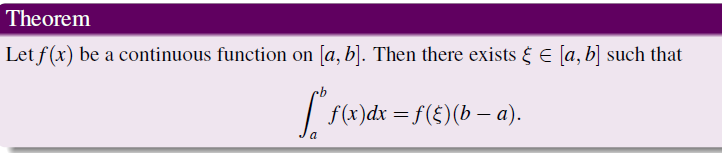 Theorem
Let f(x) be a continuous function on [a, b]. Then there exists ξ ∈ [a, b] such that
∫_a^b f(x)dx = f(ξ)(b − a).